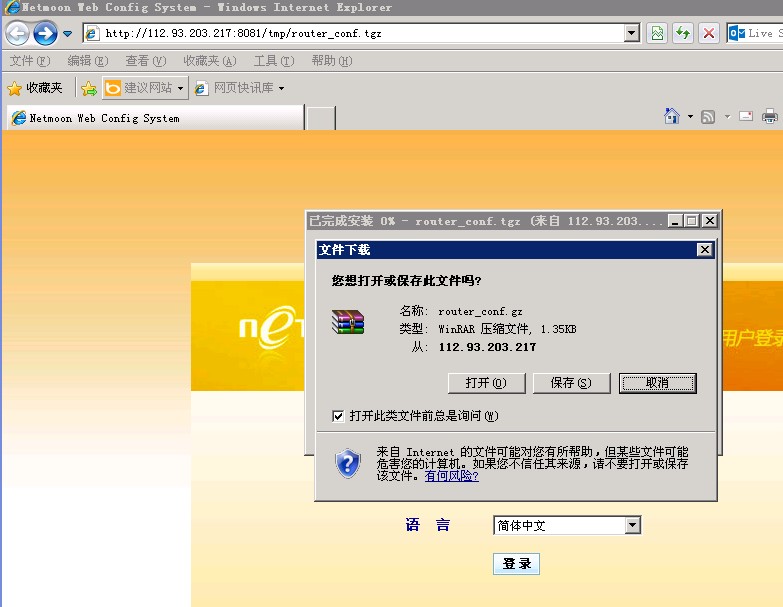 Netmoon Web Config System - Windows Internet Explorer
http://112.93.203.217:8081/tmp/router_conf.tgz
Live S
文件(F) 编辑(E) 查看(V) 收藏夹(A) 工具(T) 帮助(H)
收藏夹 建议网站 网页快讯库
Netmoon Web Config System
已完成安装 0% - router_conf.tgz (来自 112.93.203....
文件下载
您想打开或保存此文件吗?
名称: router_conf.gz
类型: WinRAR 压缩文件, 1.35KB
从: 112.93.203.217
打开(O) 保存(S) 取消
打开此类文件前总是询问(W)
来自 Internet 的文件可能对您有所帮助,但某些文件可能
危害您的计算机。如果您不信任其来源,请不要打开或保存
该文件。有何风险?
net
用户登录
语 言 简体中文
登录